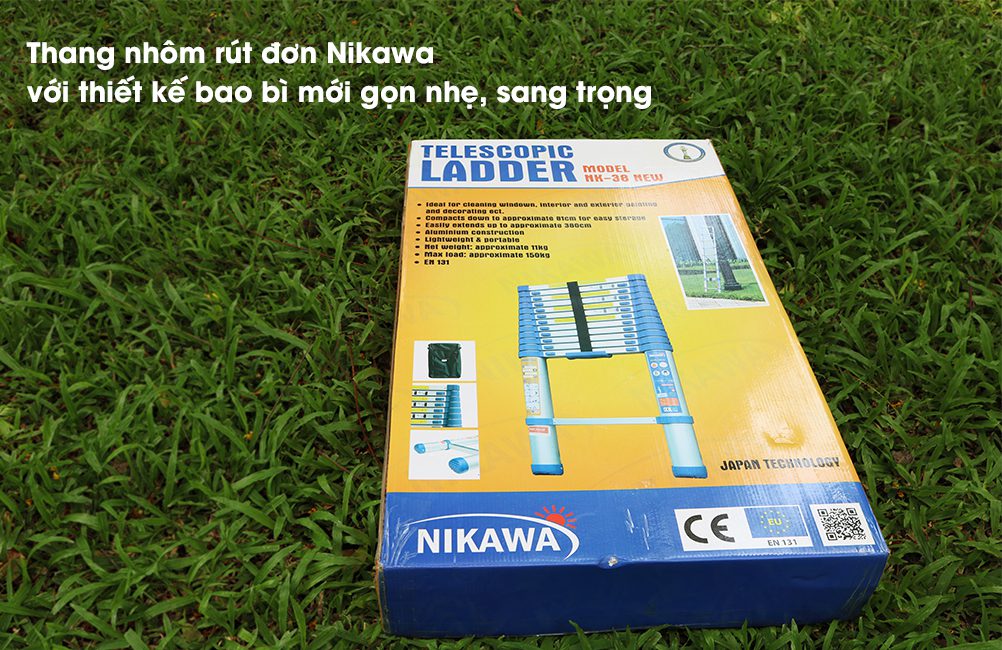 Thang nhôm rút đơn Nikawa
với thiết kế bao bì mới gọn nhẹ, sang trọng
TELESCOPIC
LADDER
MODEL
NK-38 NEW
• Ideal for cleaning windown, interior and exterior painting
and decorating ect.
• Compacts down to approximate 81cm for easy storage
• Easily extends up to approximate 380cm
• Aluminium construction
• Lightweight & portable
• Net weight: approximate 11kg
• Max load: approximate 150kg
• EN 131
JAPAN TECHNOLOGY
NIKAWA
CE
EU
EN 131